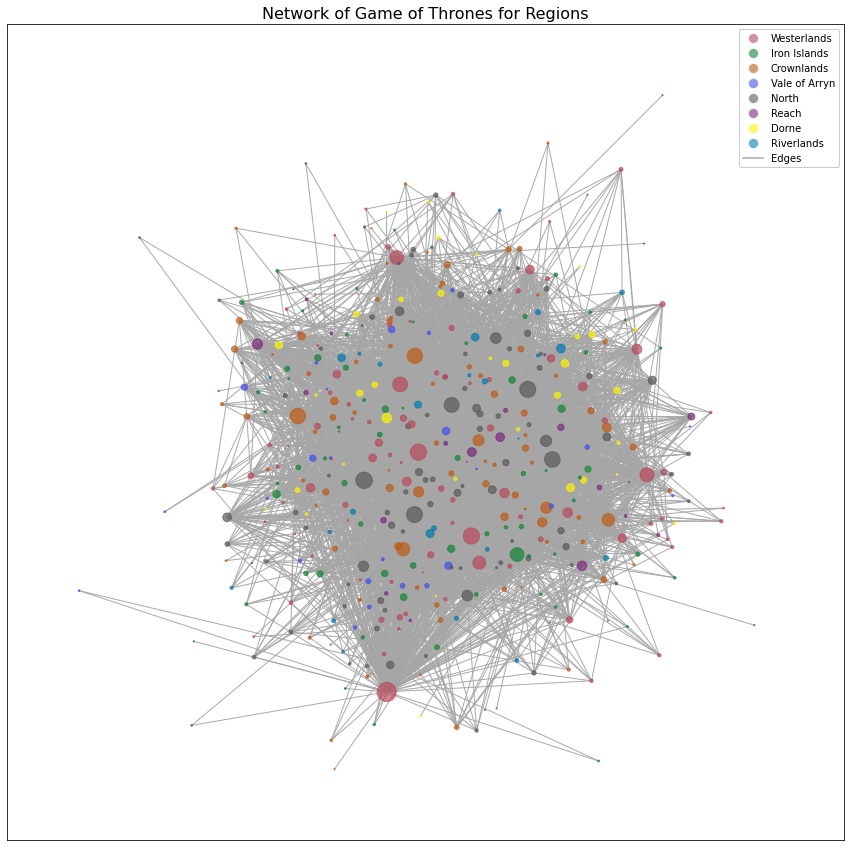 Network of Game of Thrones for Regions
Westerlands
Iron Islands
Crownlands
Vale of Arryn
North
Reach
Dorne
Riverlands
Edges